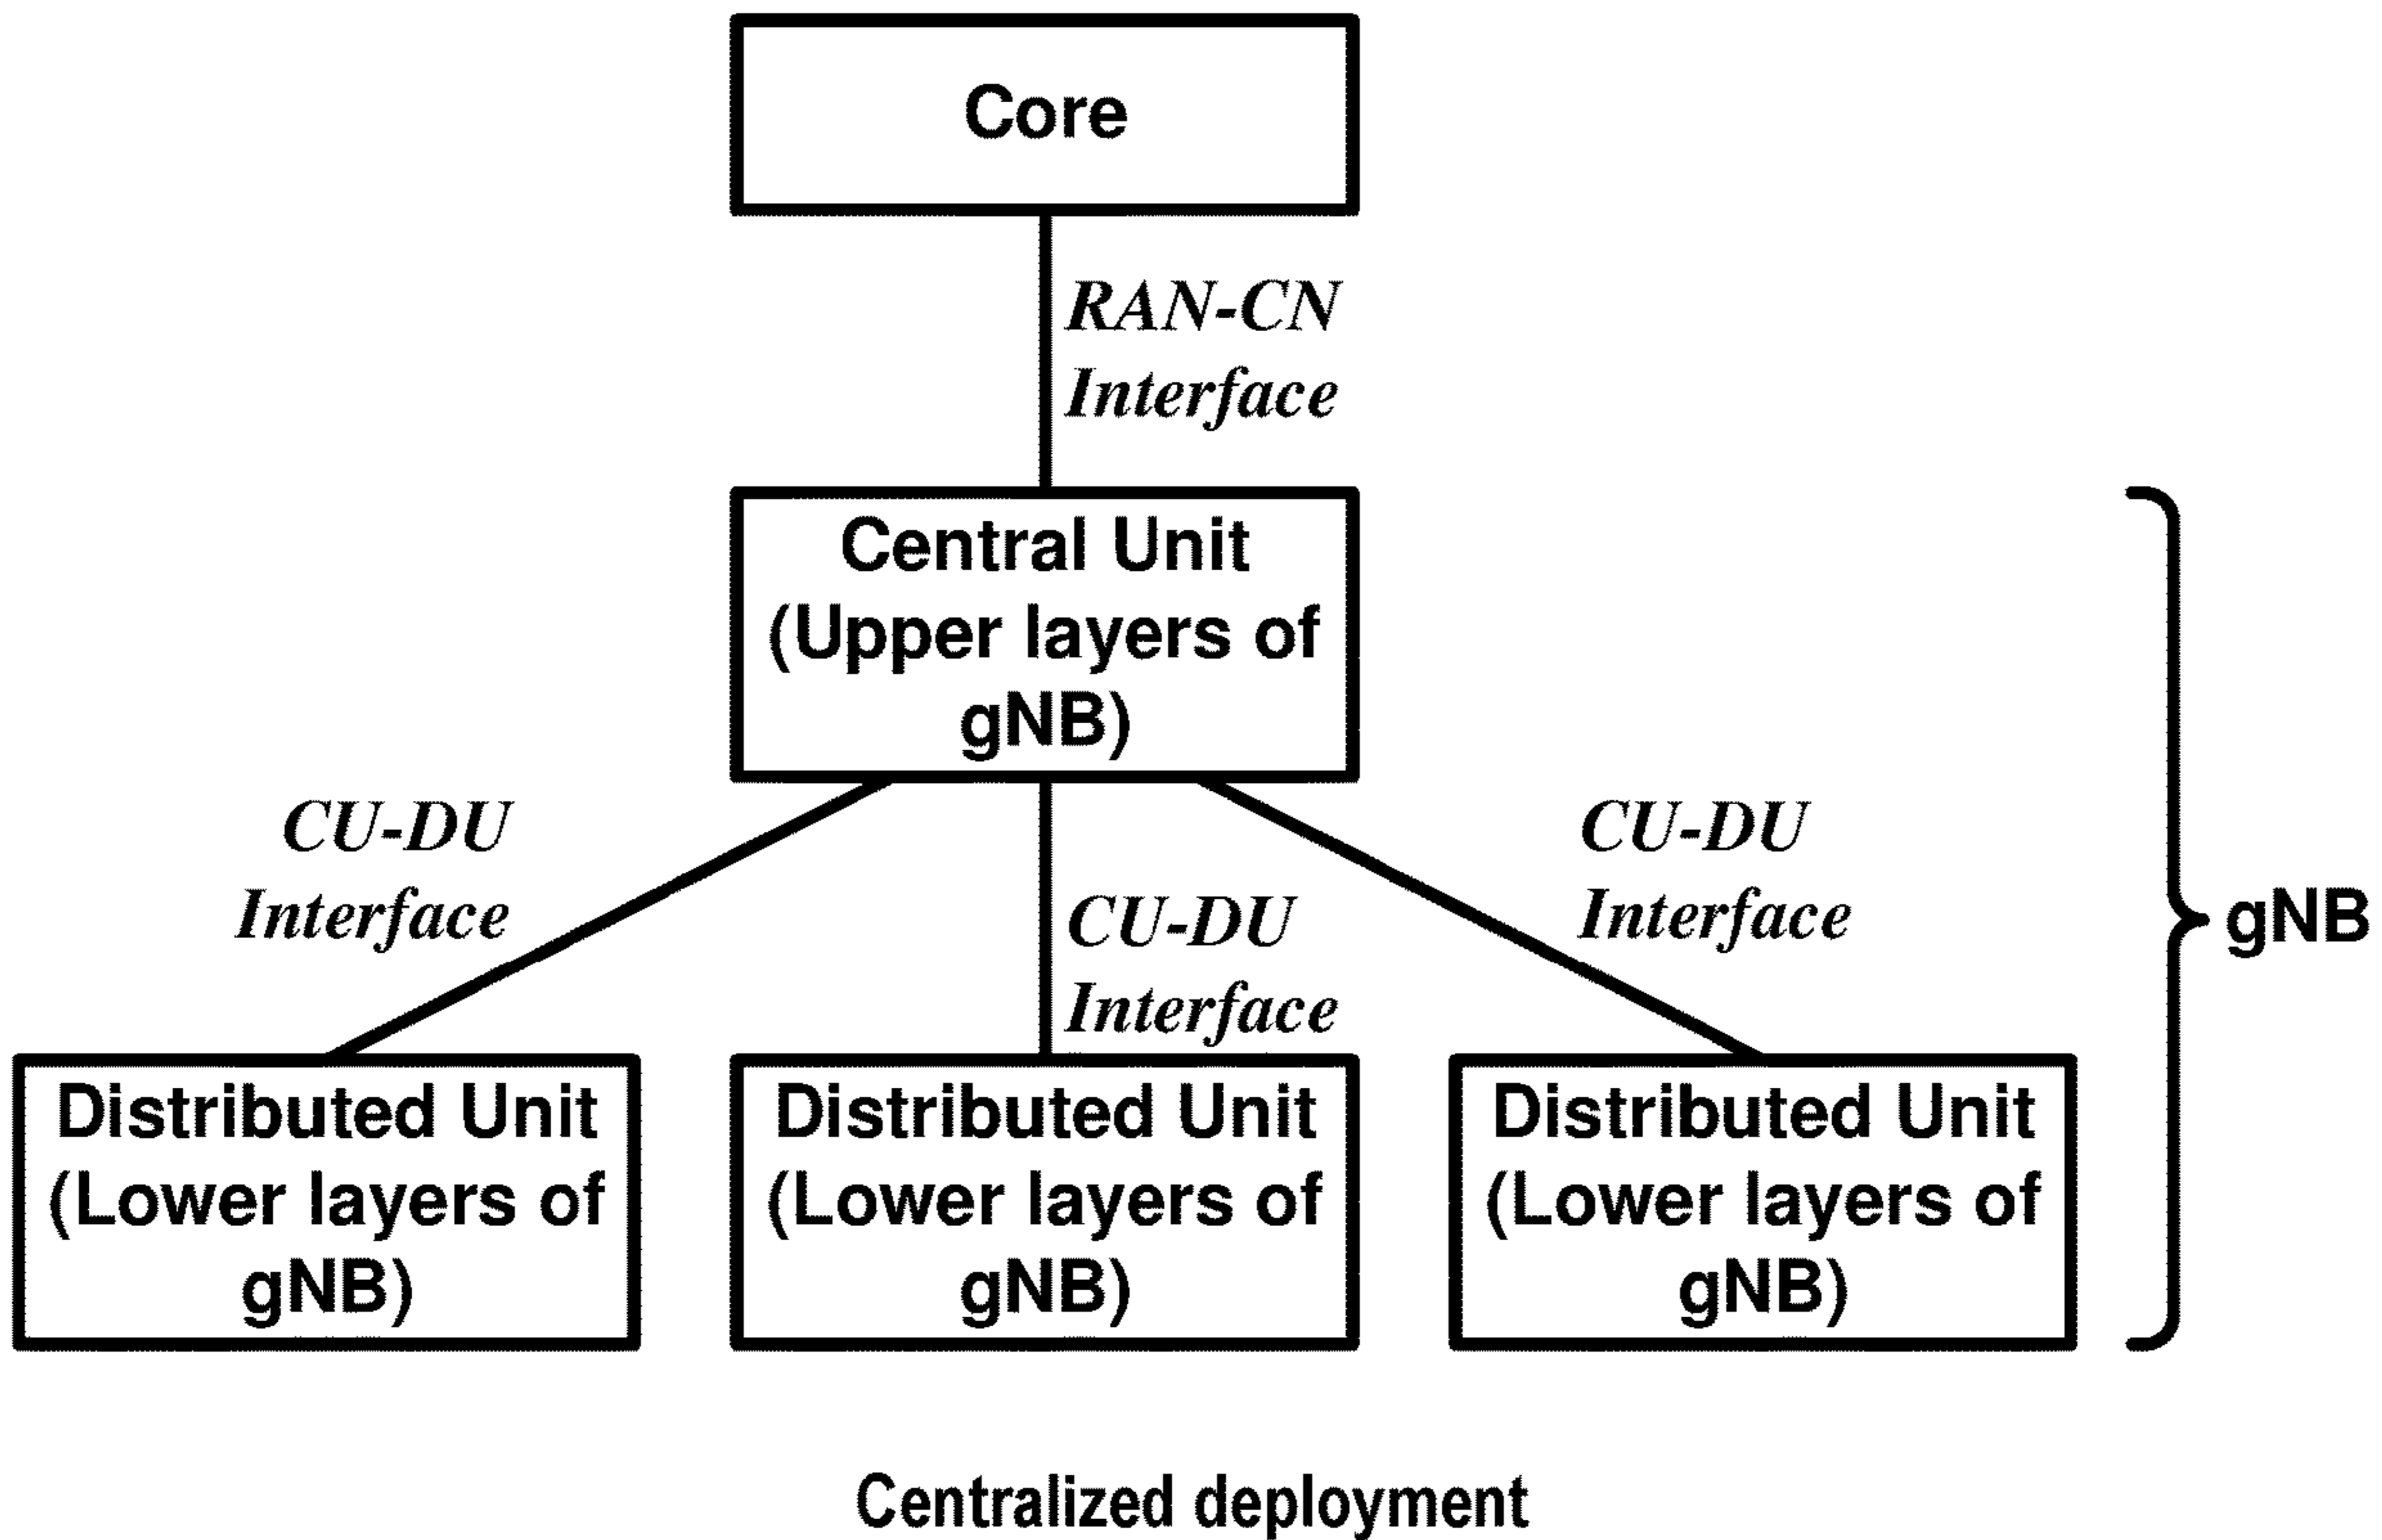 Core
RAN-CN
Interface
Central Unit
(Upper layers of
gNB)
CU-DU
Interface
CU-DU
Interface
CU-DU
Interface
gNB
Distributed Unit
(Lower layers of
gNB)
Distributed Unit
(Lower layers of
gNB)
Distributed Unit
(Lower layers of
gNB)
Centralized deployment